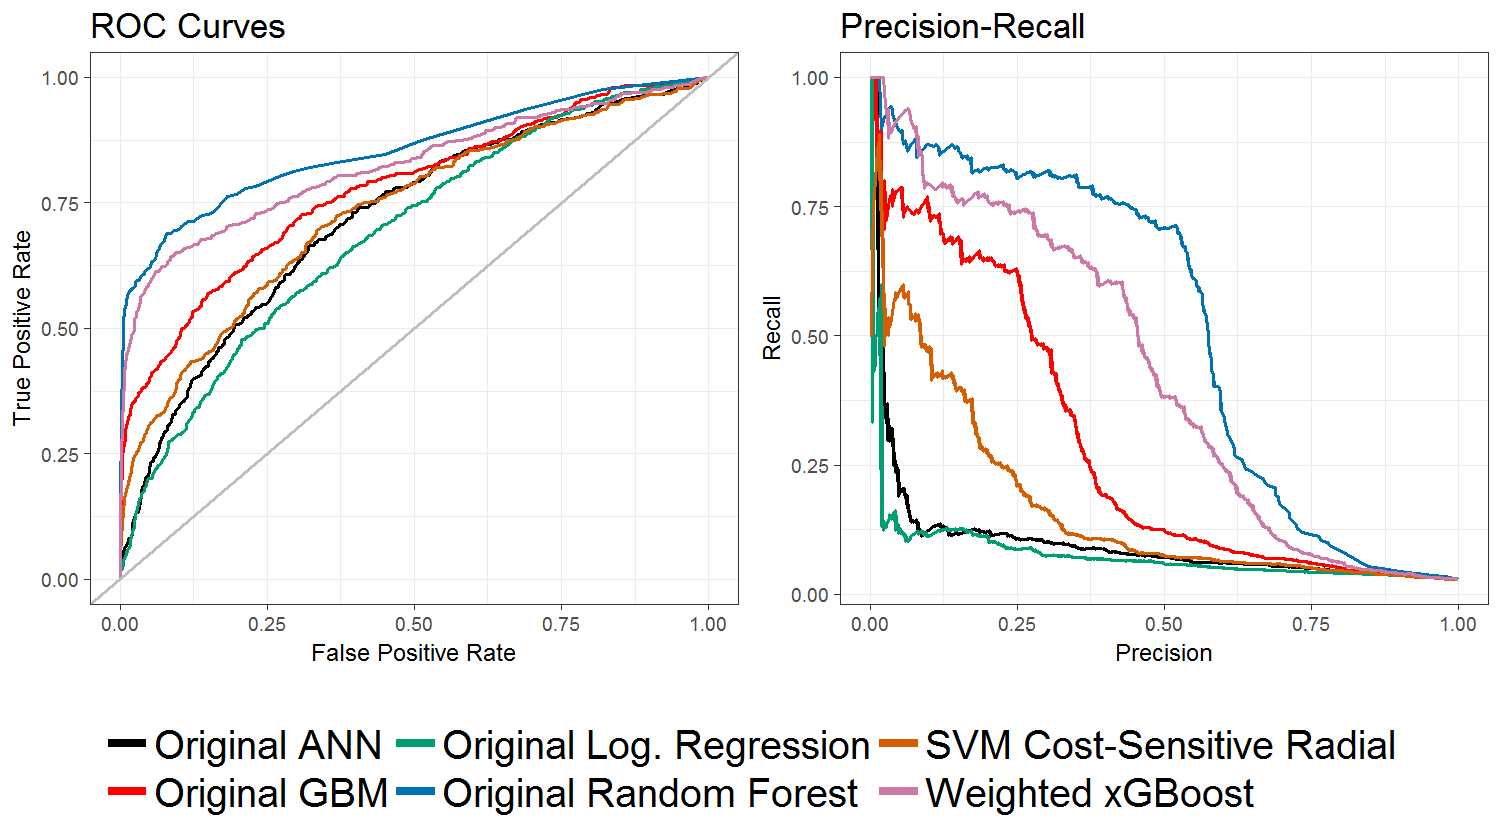 ROC Curves
1.00
0.75
0.50
0.25
0.00
True Positive Rate
0.00 0.25 0.50 0.75 1.00
False Positive Rate
Precision-Recall
1.00
0.75
0.50
0.25
0.00
Recall
0.00 0.25 0.50 0.75 1.00
Precision
Original ANN Original Log. Regression SVM Cost-Sensitive Radial
Original GBM Original Random Forest Weighted xGBoost